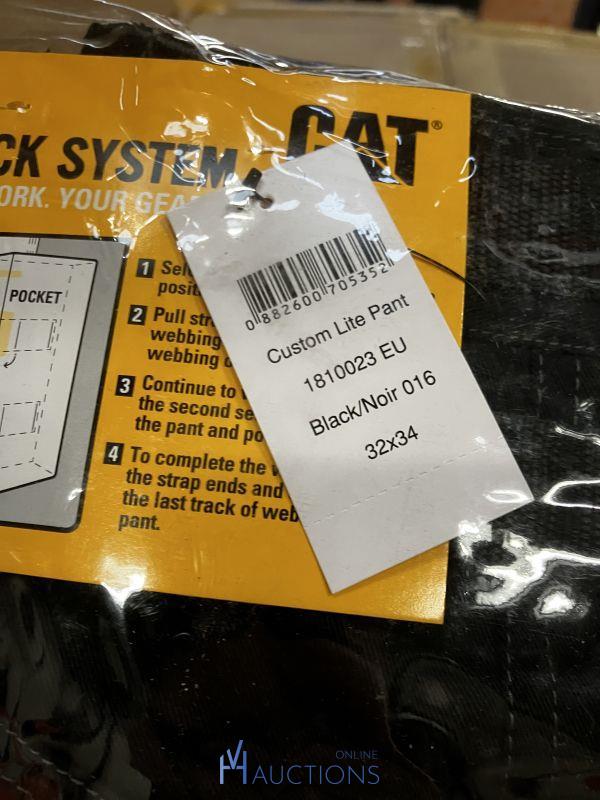 CAT®
CK SYSTEM
ORK. YOUR GEA
POCKET
1
posit
2 Pull
webbing
webbing
3 Continue to
the second se
the pant and po
4 To complete the
the strap ends and
the last track of web
pant.
0 882600 705352
Custom Lite Pant
1810023 EU
Black/Noir 016
32x34
ONLINE
AUCTIONS